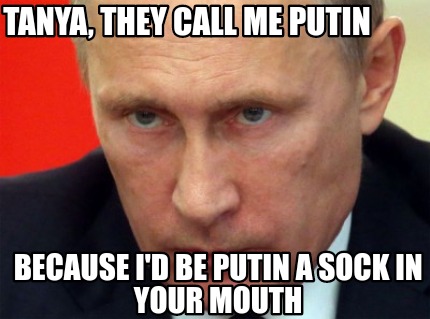 TANYA, THEY CALL ME PUTIN
BECAUSE I'D BE PUTIN A SOCK IN
YOUR MOUTH